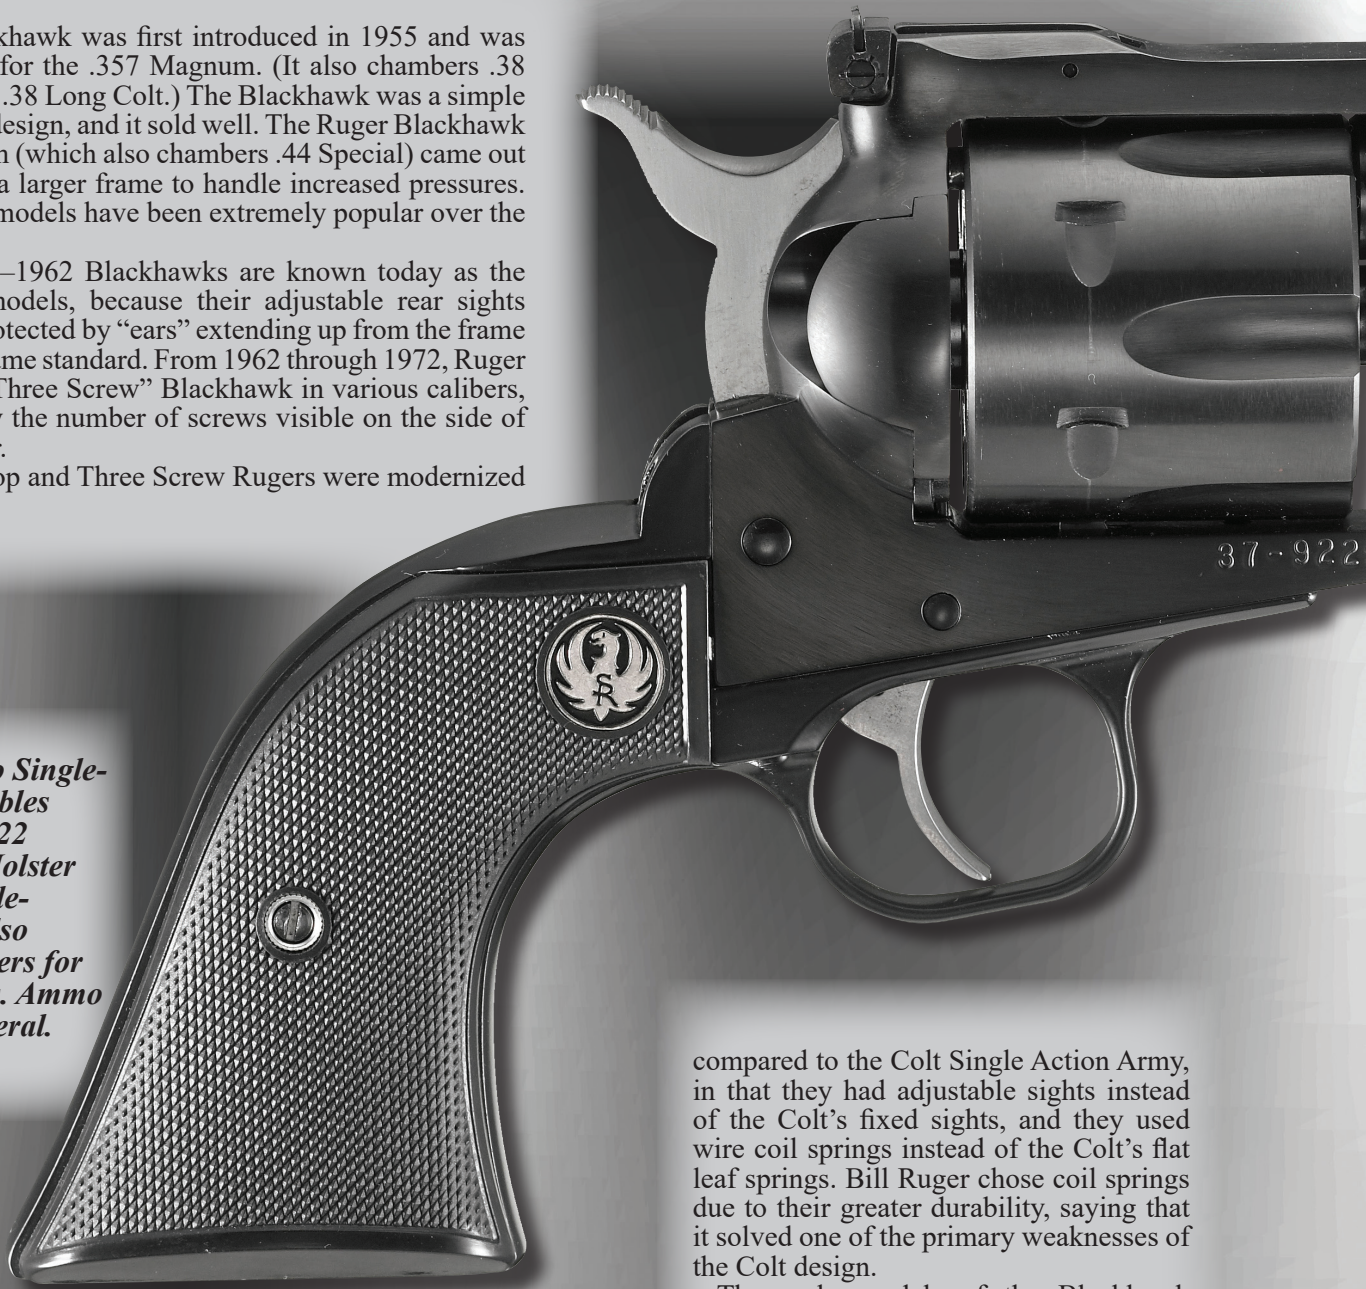 khawk was first introduced in 1955 and was
for the .357 Magnum. (It also chambers .38
.38 Long Colt.) The Blackhawk was a simple
design, and it sold well. The Ruger Blackhawk
(which also chambers .44 Special) came out
a larger frame to handle increased pressures.
models have been extremely popular over the
–1962 Blackhawks are known today as the
models, because their adjustable rear sights
otected by “ears” extending up from the frame
ame standard. From 1962 through 1972, Ruger
Three Screw” Blackhawk in various calibers,
y the number of screws visible on the side of
r.
op and Three Screw Rugers were modernized
37-922
SR
o Single-
bles
22
Holster
le-
so
ers for
. Ammo
eral.
compared to the Colt Single Action Army,
in that they had adjustable sights instead
of the Colt’s fixed sights, and they used
wire coil springs instead of the Colt’s flat
leaf springs. Bill Ruger chose coil springs
due to their greater durability, saying that
it solved one of the primary weaknesses of
the Colt design.